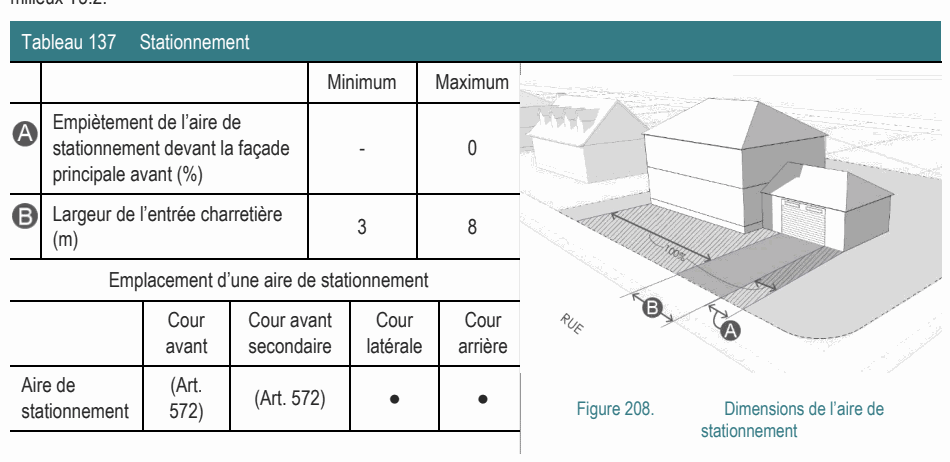 milieux T3.2.
Tableau 137 Stationnement
Minimum Maximum
A Empiètement de l'aire de
stationnement devant la façade
principale avant (%)
- 0
B Largeur de l'entrée charretière
(m)
3 8
Emplacement d'une aire de stationnement
Cour
avant
Cour avant
secondaire
Cour
latérale
Cour
arrière
Aire de
stationnement
(Art.
572)
(Art. 572)
● ●
100%
B
A
RUE
Figure 208. Dimensions de l'aire de
stationnement